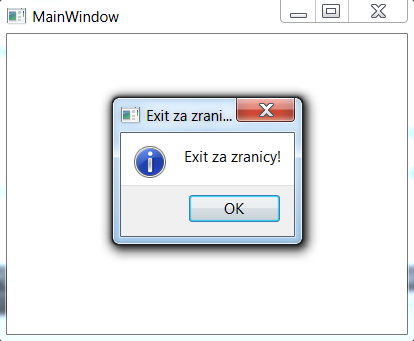 MainWindow
Exit za zrani...
Exit za zranicy!
OK